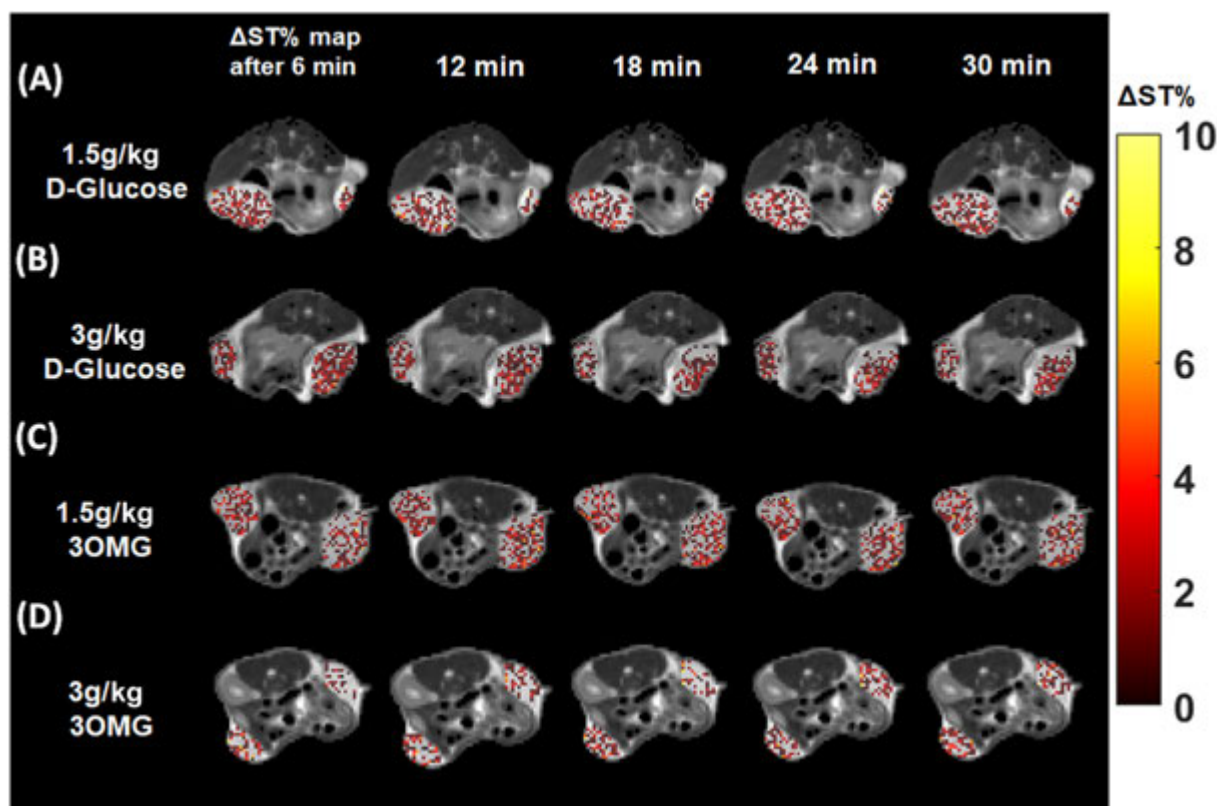 ΔST% map
after 6 min
12 min
18 min
24 min
30 min
ΔST%
(A)
1.5g/kg
D-Glucose
(B)
3g/kg
D-Glucose
(C)
1.5g/kg
3OMG
(D)
3g/kg
3OMG
10
8
6
4
2
0